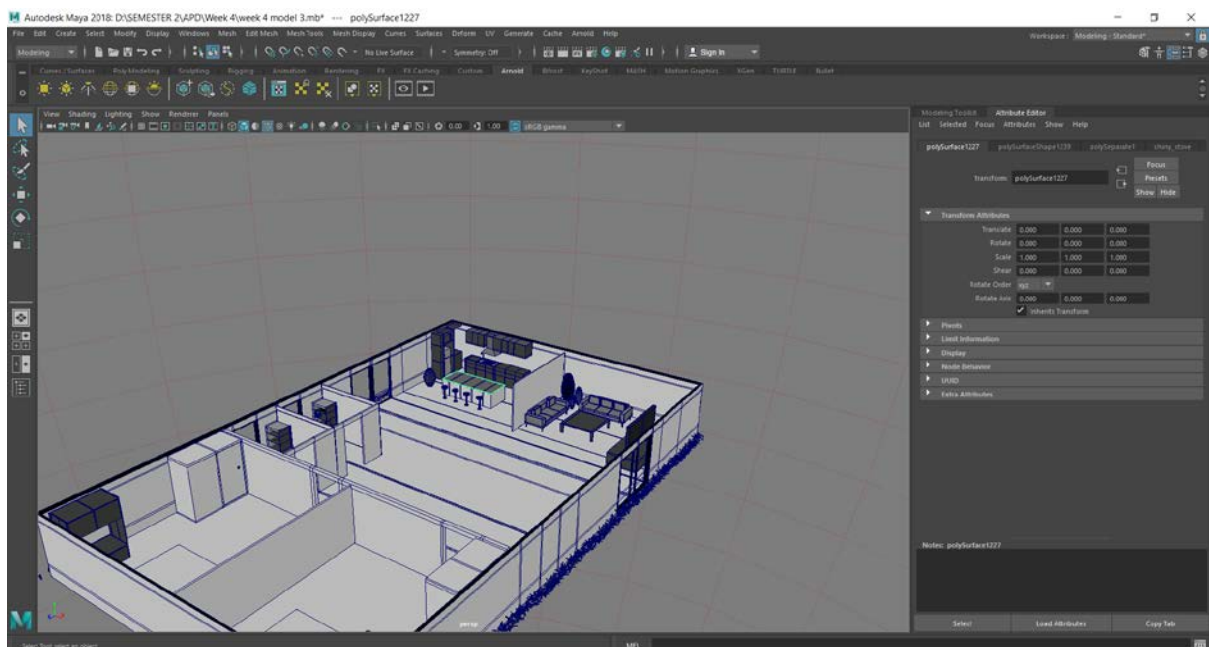 Autodesk Maya 2018: D:\SEMESTER 2\APD\Week 4\week 4 model 3.mb* --- polySurface1227
File Edit Create Select Modify Display Windows Mesh Edit Mesh Mesh Tools Mesh Display Curves Surfaces Deform UV Generate Cache Arnold Help
Workspace: Modeling - Standard*
Modeling No Live Surface Symmetry: Off Sign In
Curves / Surfaces Poly Modeling Sculpting Rigging Animation Rendering FX FX Caching Custom Arnold Bifrost KeyShot MASH Motion Graphics XGen TURTLE Bullet
View Shading Lighting Show Renderer Panels
0.00 1.00 sRGB gamma
Modeling Toolkit Attribute Editor
List Selected Focus Attributes Show Help
polySurface1227 polySurfaceShape1239 polySeparate1 shiny_stove
Focus
transform: polySurface1227 Presets
Show Hide
Transform Attributes
Translate 0.000 0.000 0.000
Rotate 0.000 0.000 0.000
Scale 1.000 1.000 1.000
Shear 0.000 0.000 0.000
Rotate Order xyz
Rotate Axis 0.000 0.000 0.000
Inherits Transform
Pivots
Limit Information
Display
Node Behavior
UUID
Extra Attributes
Notes: polySurface1227
persp
Select Load Attributes Copy Tab
Select Tool: select an object
MEL